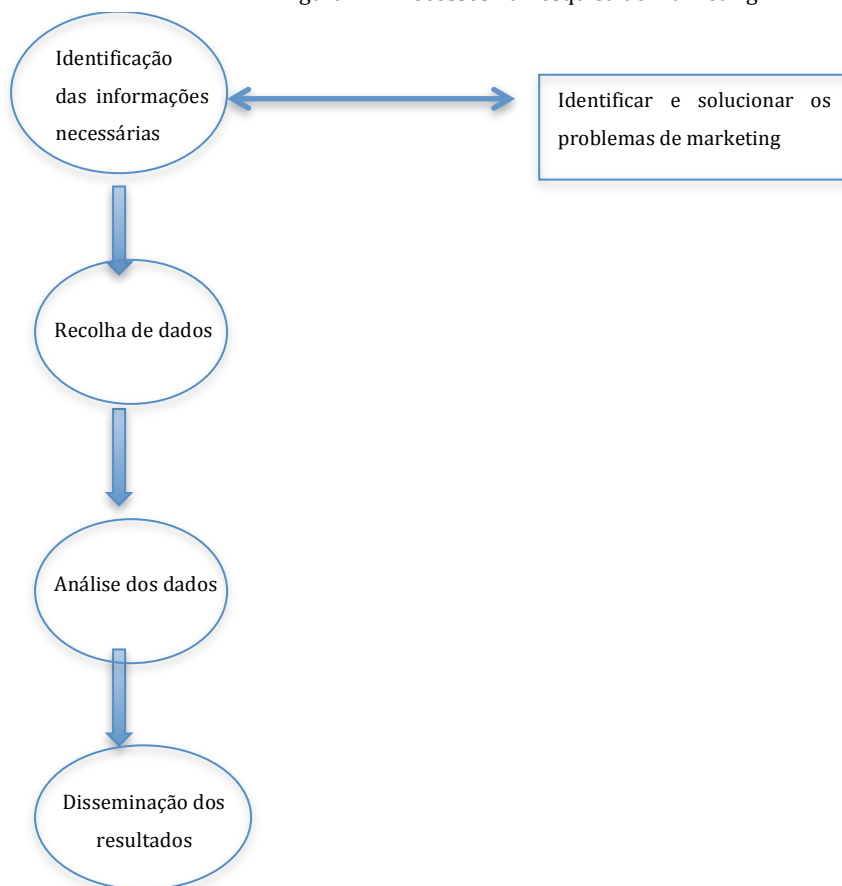 Identificação
das informações
necessárias
Identificar e solucionar os
problemas de marketing
Recolha de dados
Análise dos dados
Disseminação dos
resultados